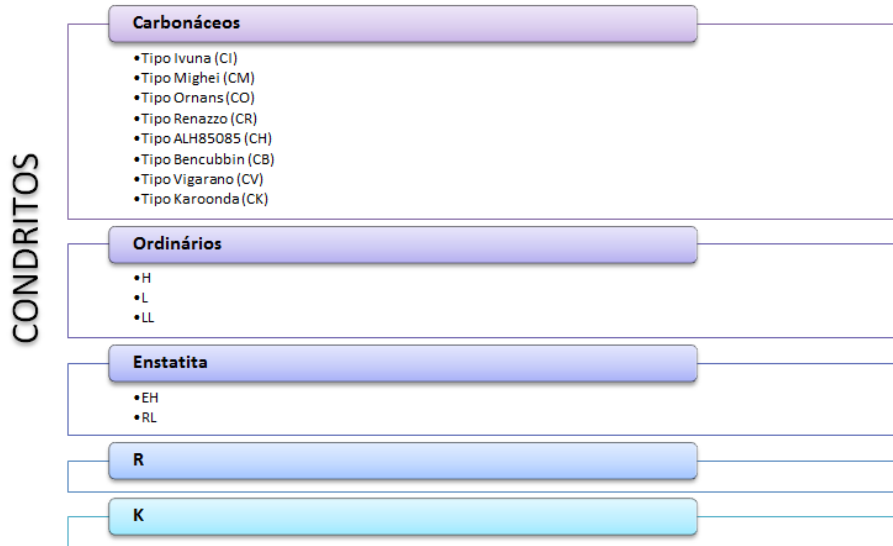 CONDRITOS
Carbonáceos
•Tipo Ivuna (CI)
•Tipo Mighei (CM)
•Tipo Ornans (CO)
•Tipo Renazzo (CR)
•Tipo ALH85085 (CH)
•Tipo Bencubbin (CB)
•Tipo Vigarano (CV)
•Tipo Karoonda (CK)
Ordinários
•H
•L
•LL
Enstatita
•EH
•RL
R
K